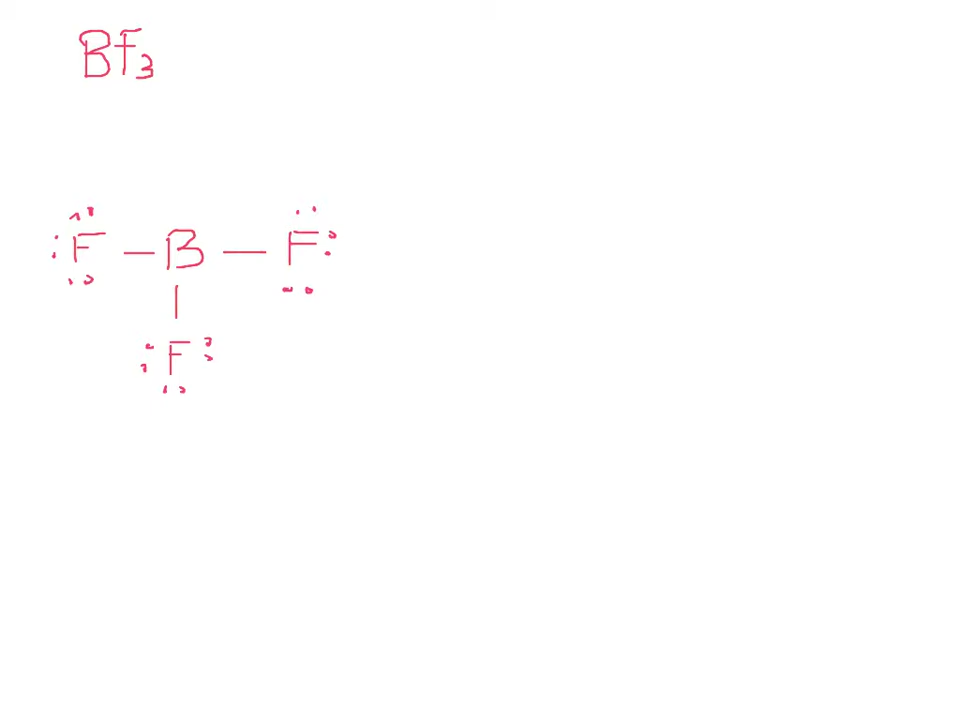 BF3
F — B — F
|
F